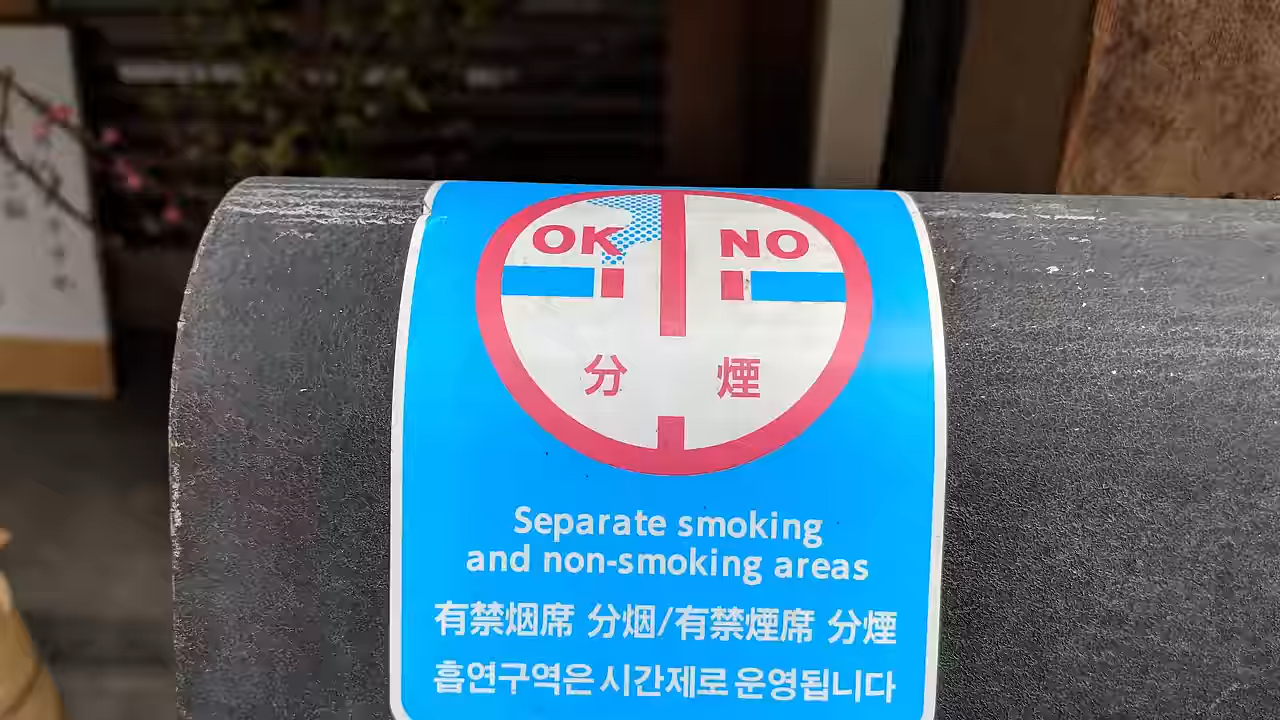 OK NO
分煙
Separate smoking
and non-smoking areas
有禁烟席 分烟/有禁煙席 分煙
흡연구역은 시간제로 운영됩니다